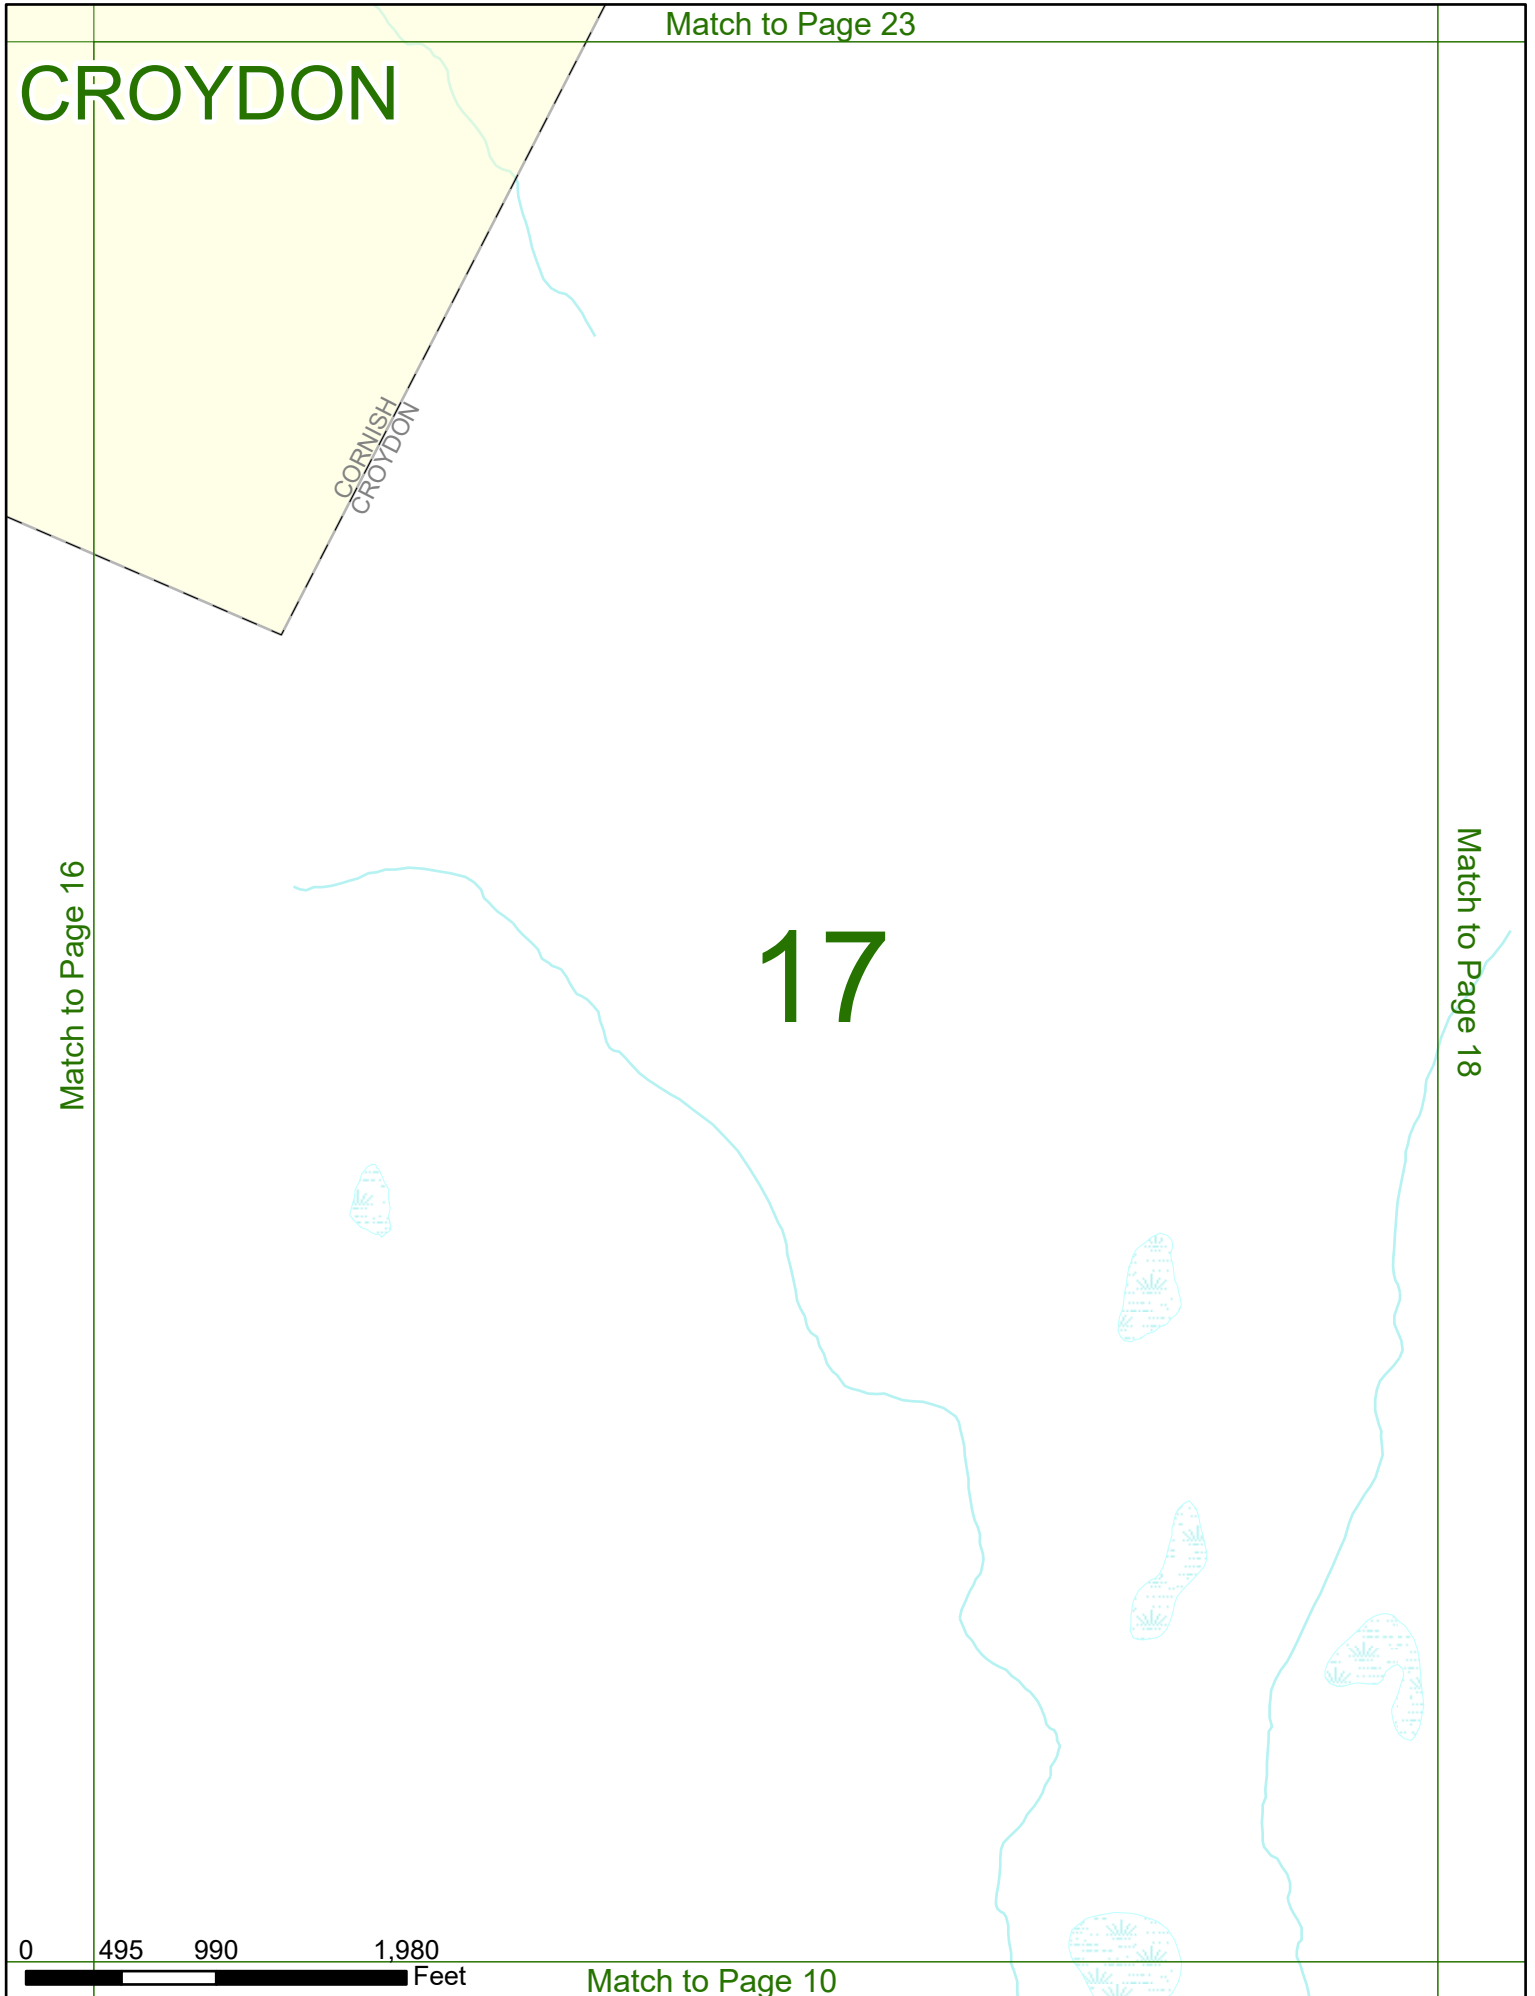 Match to Page 23
CROYDON
CORNISH
CROYDON
Match to Page 16
17
Match to Page 18
0 495 990 1,980
Feet
Match to Page 10